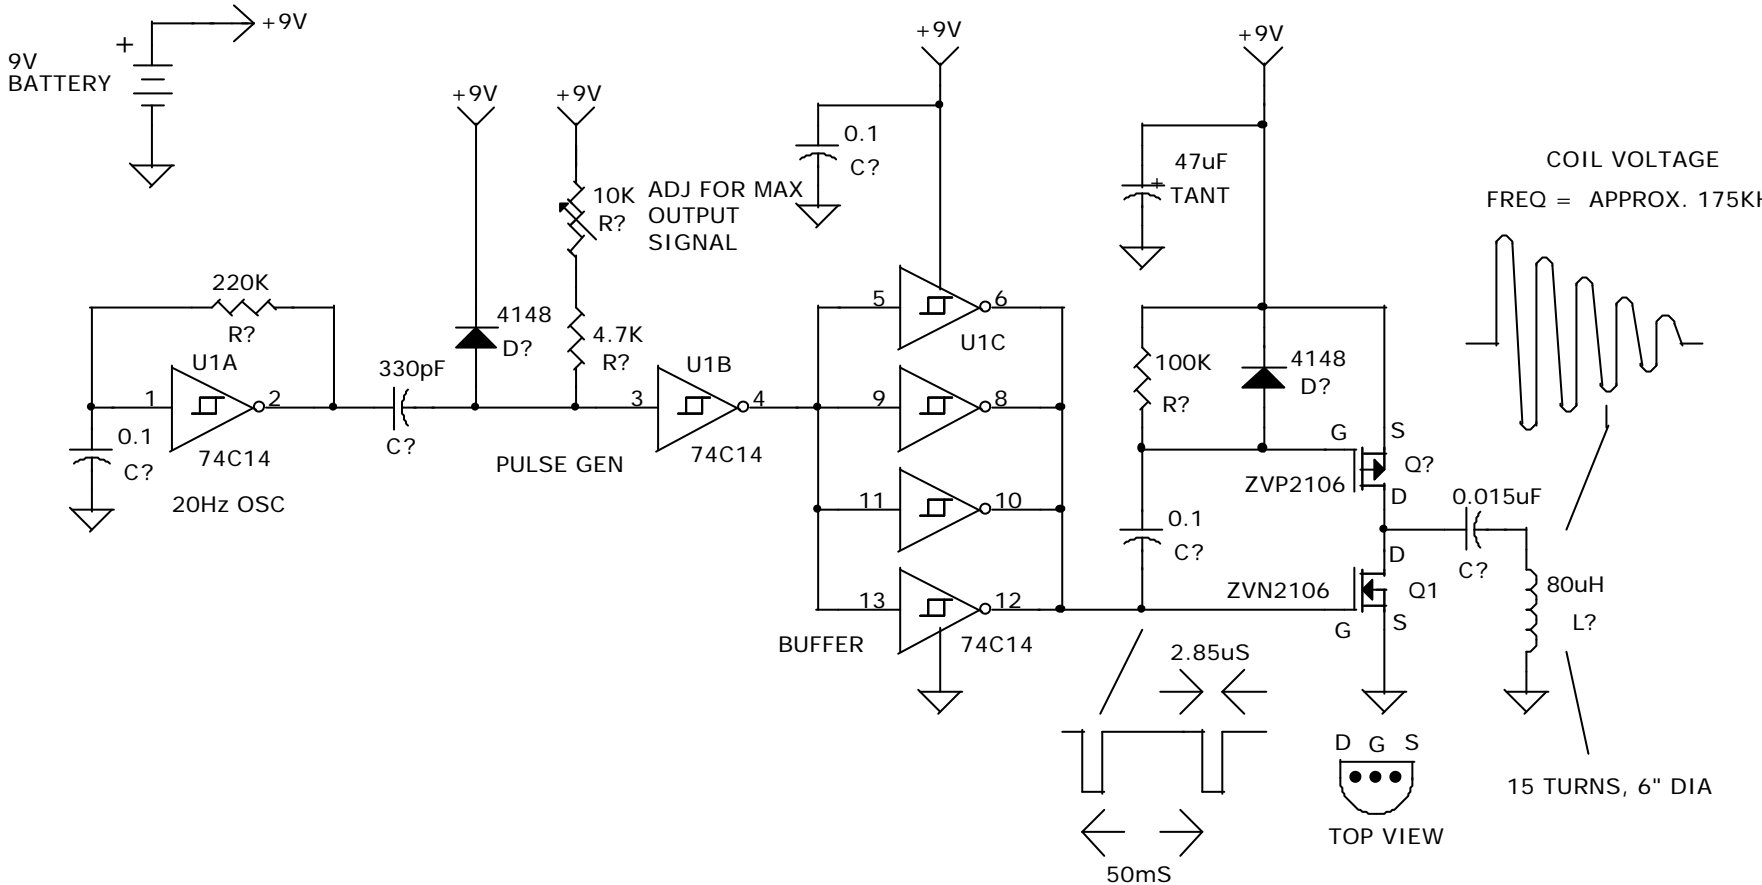 +9V
9V
BATTERY
+
+9V
+9V
10K
R?
ADJ FOR MAX
OUTPUT
SIGNAL
+9V
0.1
C?
+9V
47uF
+
TANT
COIL VOLTAGE
FREQ = APPROX. 175KH
220K
R?
U1A
1
2
74C14
0.1
C?
20Hz OSC
330pF
C?
4148
D?
4.7K
R?
PULSE GEN
U1B
3
4
74C14
5
6
U1C
9
8
11
10
13
12
BUFFER
74C14
100K
R?
4148
D?
G
S
Q?
ZVP2106
D
0.1
C?
0.015uF
C?
D
ZVN2106
Q1
G
S
80uH
L?
2.85uS
50mS
D G S
TOP VIEW
15 TURNS, 6" DIA